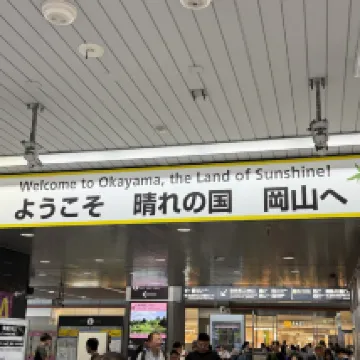 Welcome to Okayama, the Land of Sunshine!
ようこそ 晴れの国 岡山へ